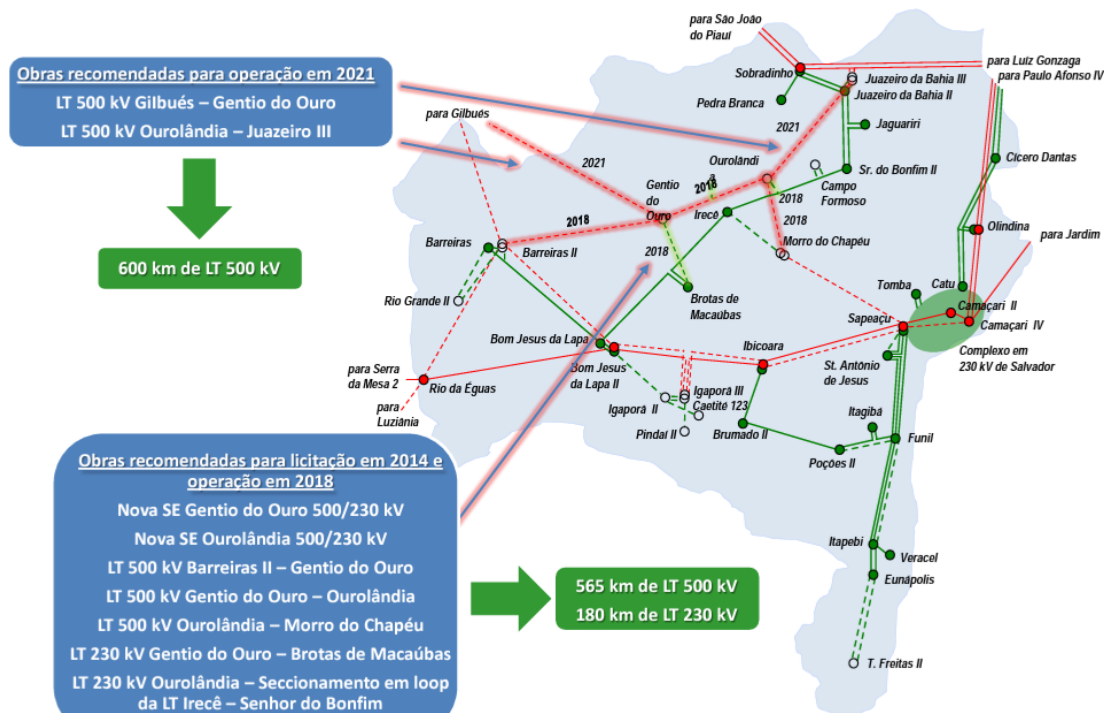 para São João
do Piauí
para Luiz Gonzaga
para Paulo Afonso IV
Obras recomendadas para operação em 2021
LT 500 kV Gilbués – Gentio do Ouro
LT 500 kV Ourolândia – Juazeiro III
600 km de LT 500 kV
Sobradinho
Juazeiro da Bahia III
Juazeiro da Bahia II
Pedra Branca
para Gilbués
Jaguariri
2021
Cícero Dantas
Ourolândi
a
2021
Sr. do Bonfim II
Gentio
do
Ouro
2018
2018
Campo
Formoso
Irecê
2018
Olindina
2018
Morro do Chapéu
para Jardim
Barreiras
Barreiras II
2018
Tomba
Catu
Rio Grande II
Brotas de
Macaúbas
Camaçari II
Sapeaçu
Camaçari IV
Bom Jesus da Lapa
Ibicoara
Complexo em
230 kV de Salvador
Bom Jesus
da Lapa II
para Serra
da Mesa 2
Rio da Éguas
St. Antônio
de Jesus
Igaporã III
Caetité 123
Igaporã II
para
Luziânia
Itagibá
Pindaí II
Brumado II
Funil
Poções II
Obras recomendadas para licitação em 2014 e
operação em 2018
Nova SE Gentio do Ouro 500/230 kV
Nova SE Ourolândia 500/230 kV
LT 500 kV Barreiras II – Gentio do Ouro
LT 500 kV Gentio do Ouro – Ourolândia
LT 500 kV Ourolândia – Morro do Chapéu
LT 230 kV Gentio do Ouro – Brotas de Macaúbas
LT 230 kV Ourolândia – Seccionamento em loop
da LT Irecê – Senhor do Bonfim
565 km de LT 500 kV
180 km de LT 230 kV
Itapebi
Veracel
Eunápolis
T. Freitas II